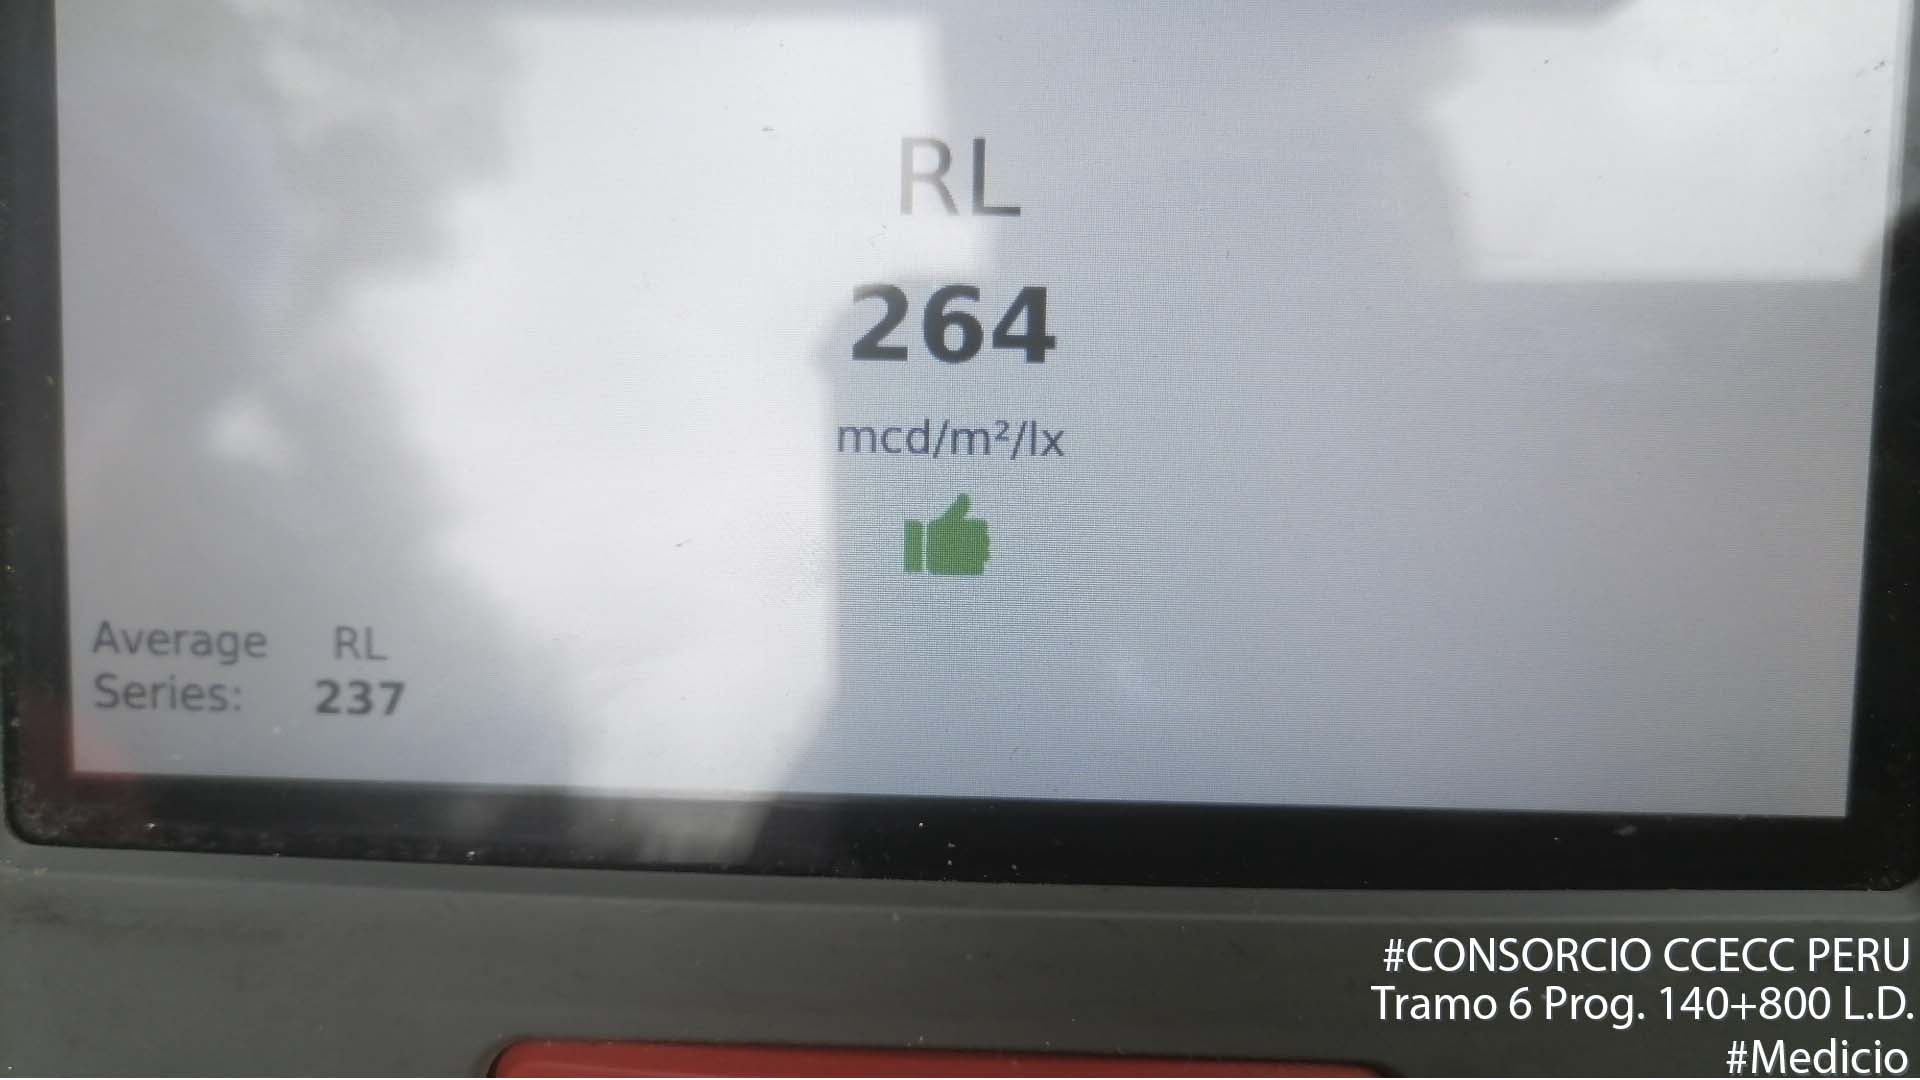 RL
264
mcd/m²/lx
Average RL
Series: 237
#CONSORCIO CCECC PERU
Tramo 6 Prog. 140+800 L.D.
#Medicio